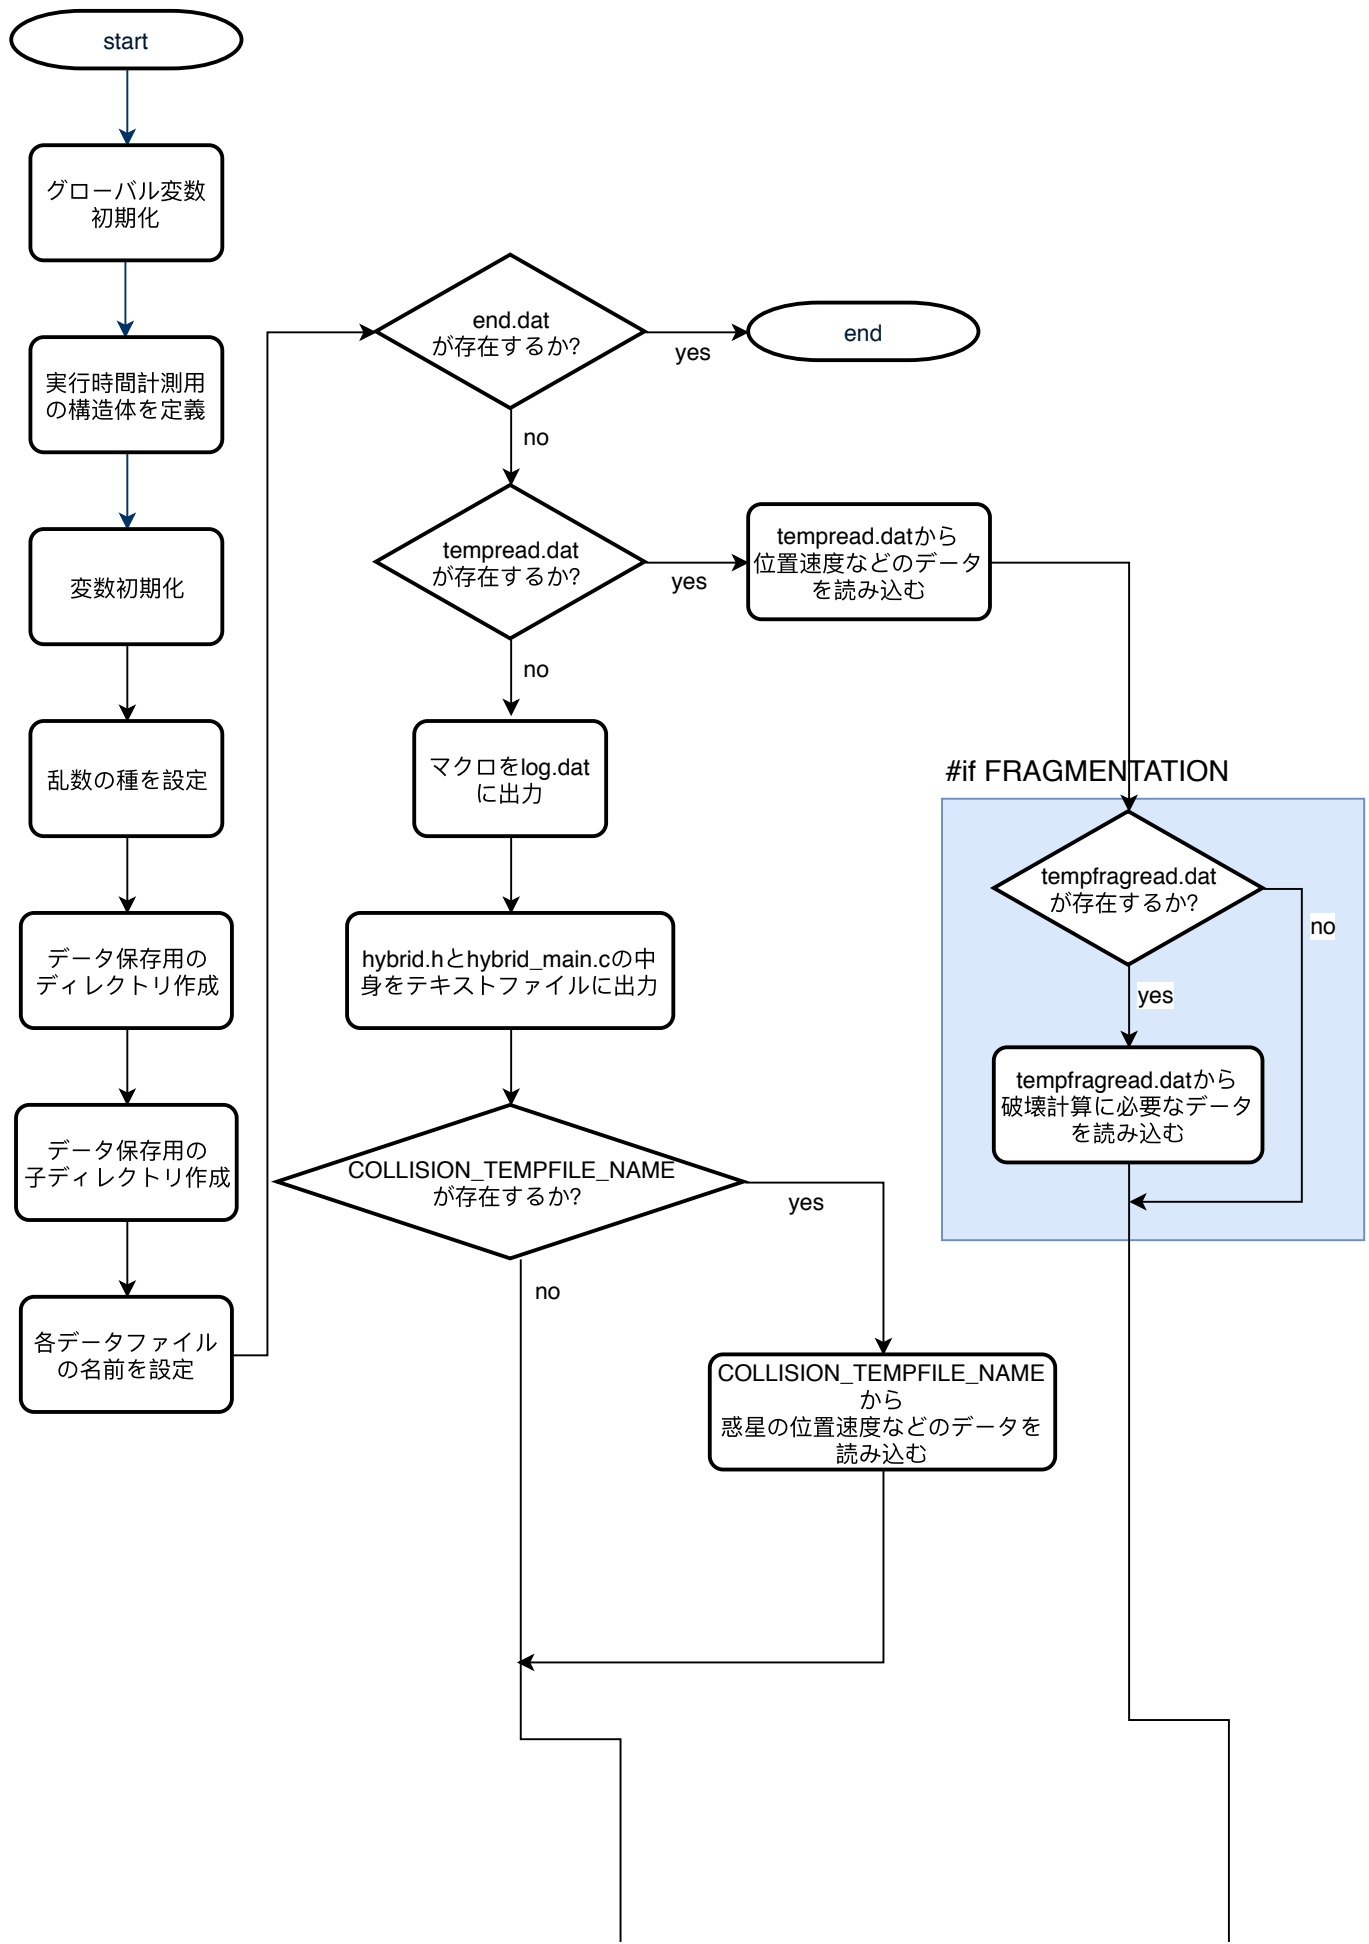 start
グローバル変数
初期化
実行時間計測用
の構造体を定義
変数初期化
乱数の種を設定
データ保存用の
ディレクトリ作成
データ保存用の
子ディレクトリ作成
各データファイル
の名前を設定
end.dat
が存在するか?
yes
end
no
tempread.dat
が存在するか?
yes
tempread.datから
位置速度などのデータ
を読み込む
no
マクロをlog.dat
に出力
hybrid.hとhybrid_main.cの中
身をテキストファイルに出力
COLLISION_TEMPFILE_NAME
が存在するか?
yes
no
COLLISION_TEMPFILE_NAME
から
惑星の位置速度などのデータを
読み込む
#if FRAGMENTATION
tempfragread.dat
が存在するか?
no
yes
tempfragread.datから
破壊計算に必要なデータ
を読み込む